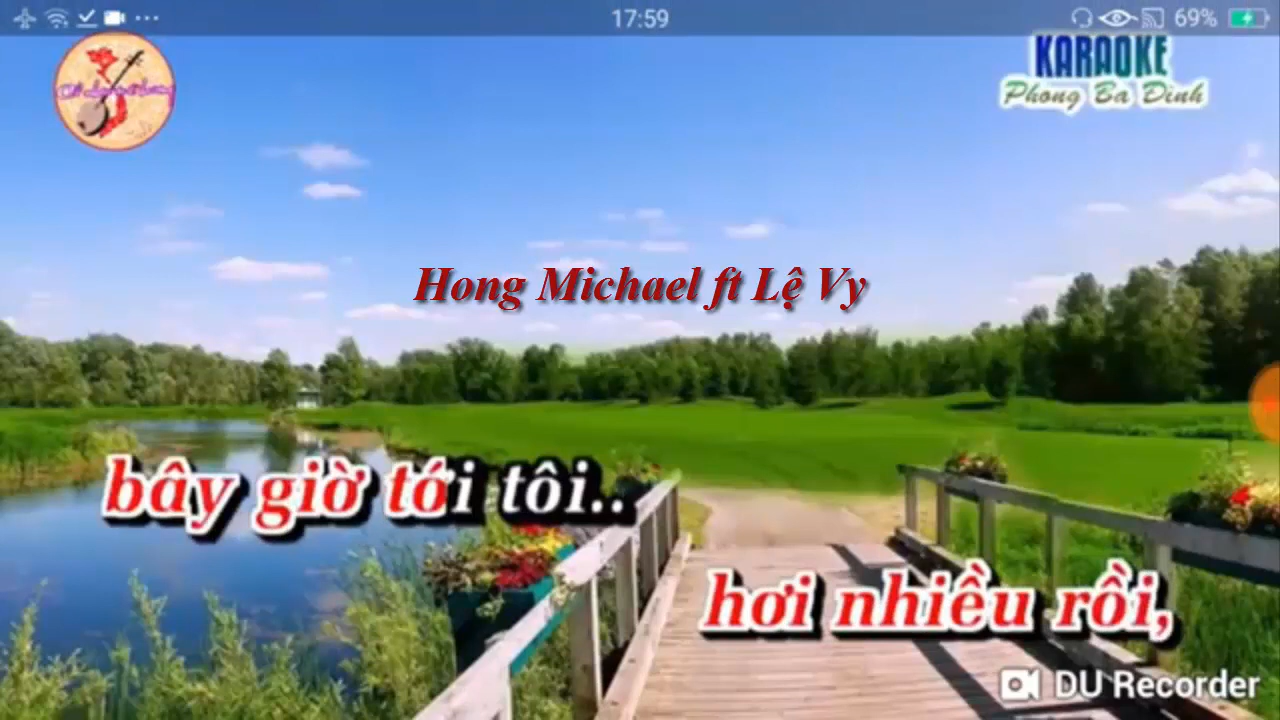 17:59
69%
KARAOKE
Phong Ba Đình
Hong Michael ft Lệ Vy
bây giờ tới tôi..
hơi nhiều rồi,
DU Recorder